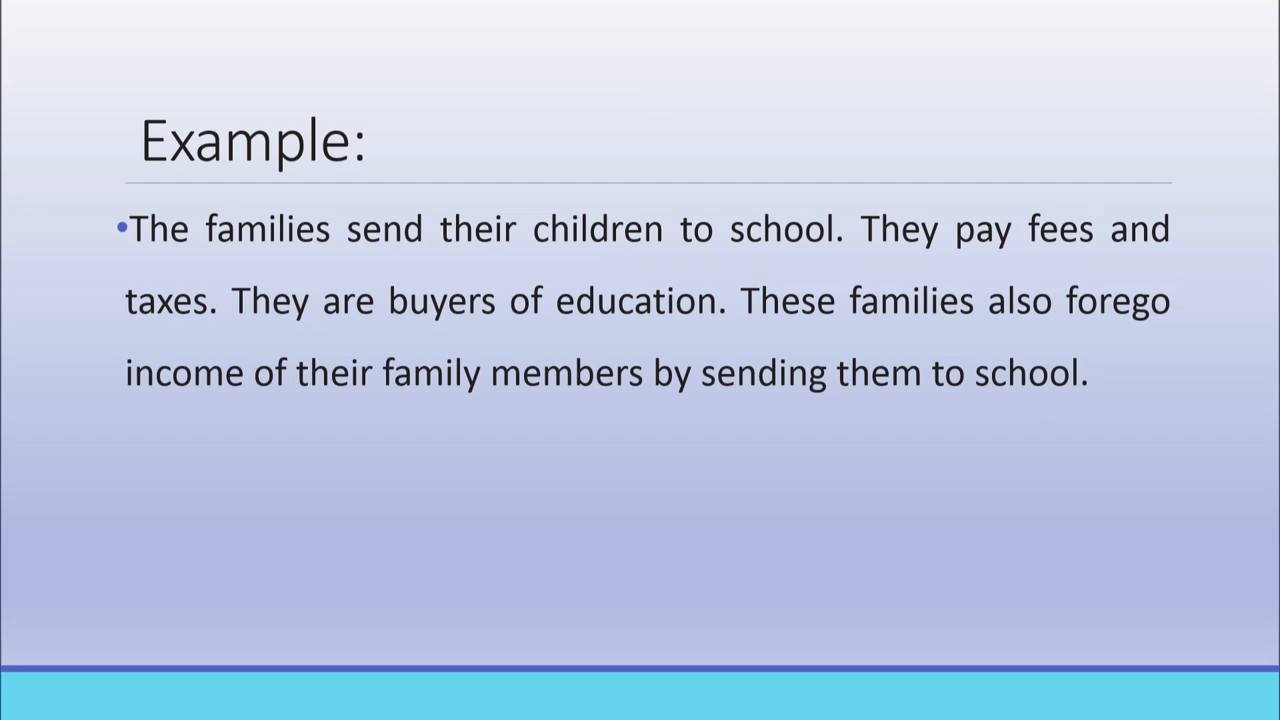 Example:
•The families send their children to school. They pay fees and
taxes. They are buyers of education. These families also forego
income of their family members by sending them to school.